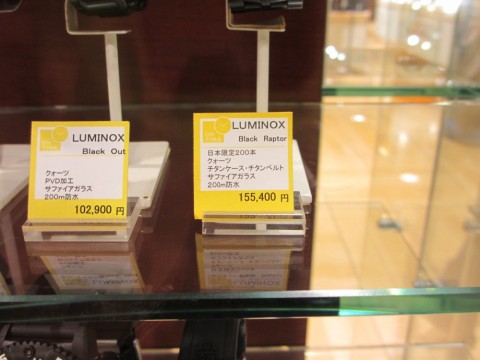 LUMINOX
Black Out
クォーツ
PVD加工
サファイアガラス
200m防水
102,900 円
LUMINOX
Black Raptor
日本限定200本
クォーツ
チタンケース・チタンベルト
サファイアガラス
200m防水
155,400 円